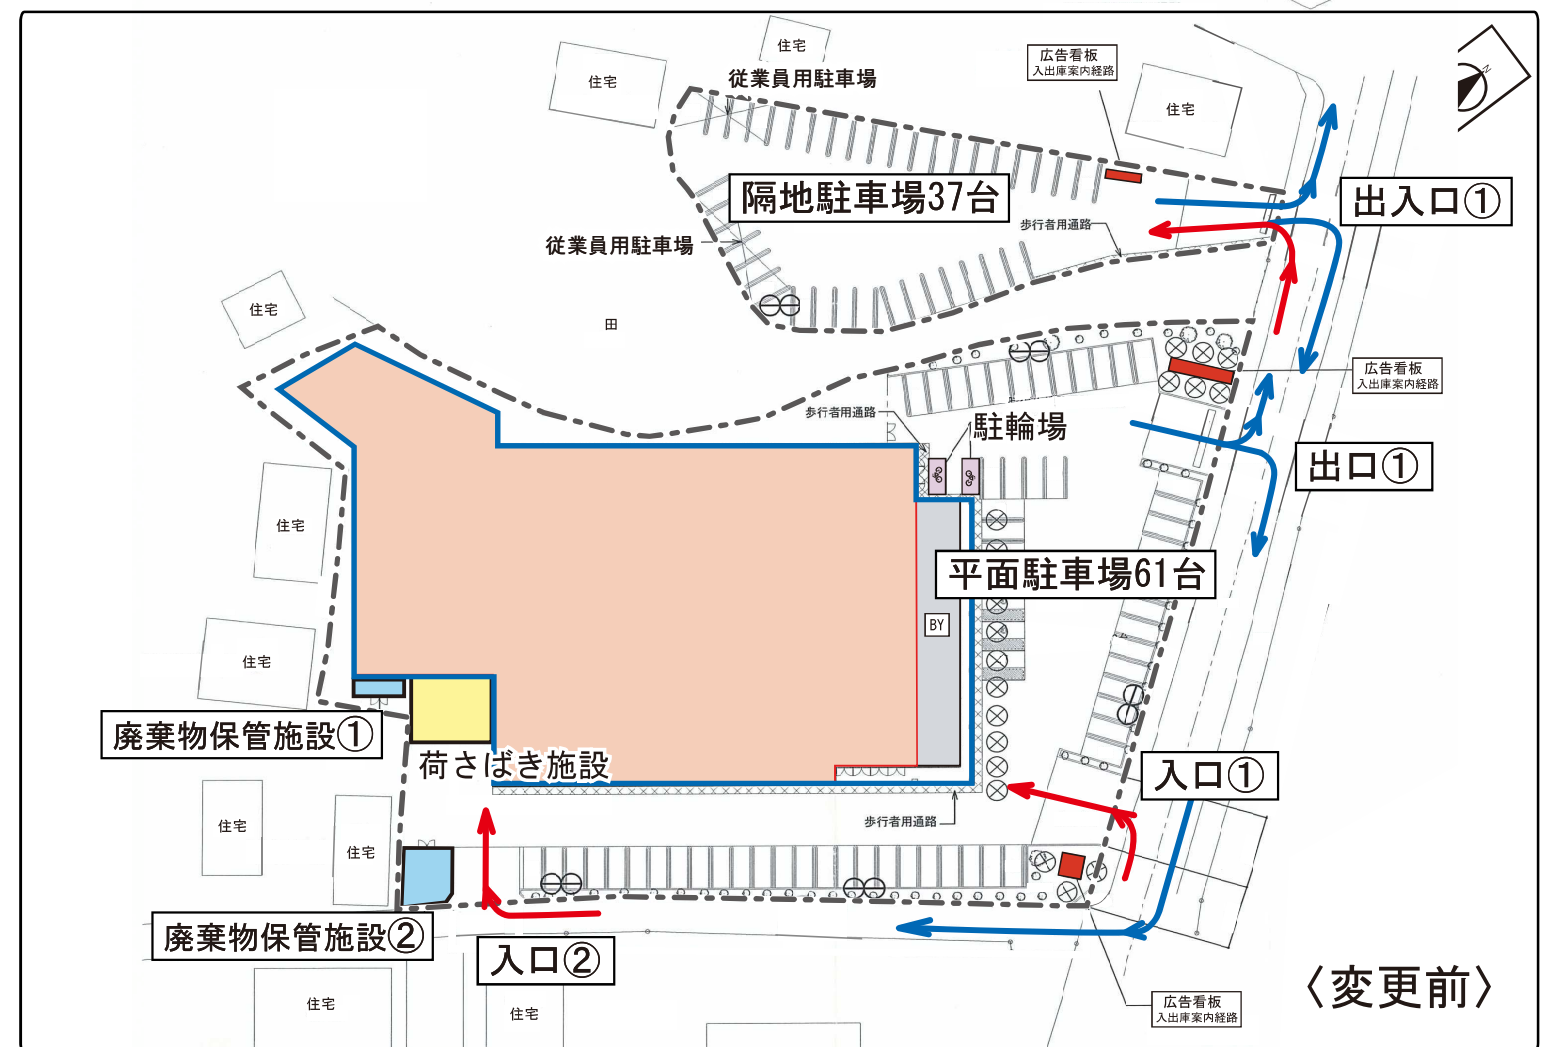 住宅
住宅
従業員用駐車場
広告看板
入出庫案内経路
住宅
N
隔地駐車場37台
出入口①
歩行者用通路
従業員用駐車場
住宅
田
広告看板
入出庫案内経路
歩行者用通路
駐輪場
出口①
住宅
平面駐車場61台
BY
住宅
廃棄物保管施設①
荷さばき施設
入口①
住宅
歩行者用通路
住宅
廃棄物保管施設②
入口②
住宅
住宅
広告看板
入出庫案内経路
〈変更前〉